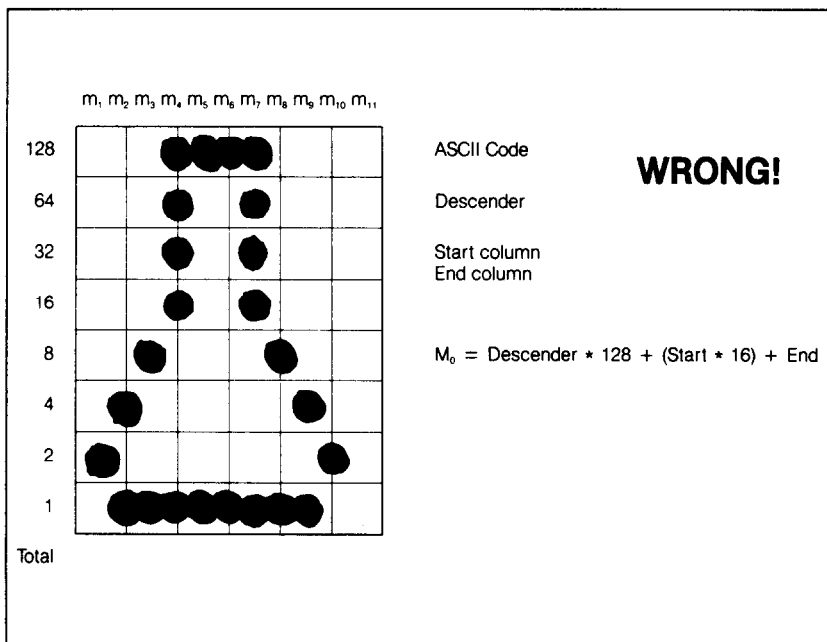 m₁ m₂ m₃ m₄ m₅ m₆ m₇ m₈ m₉ m₁₀ m₁₁
128
64
32
16
8
4
2
1
Total
ASCII Code
WRONG!
Descender
Start column
End column
M₀ = Descender * 128 + (Start * 16) + End